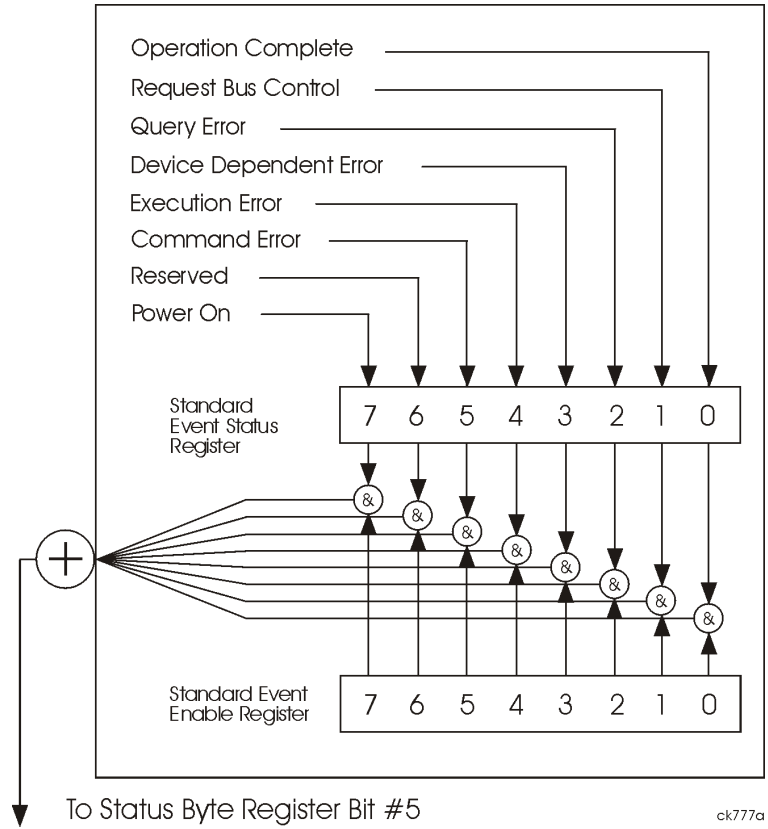 Operation Complete
Request Bus Control
Query Error
Device Dependent Error
Execution Error
Command Error
Reserved
Power On
Standard
Event Status
Register
7 6 5 4 3 2 1 0
&
&
&
&
&
&
&
&
+
Standard Event
Enable Register
7 6 5 4 3 2 1 0
To Status Byte Register Bit #5
ck777a